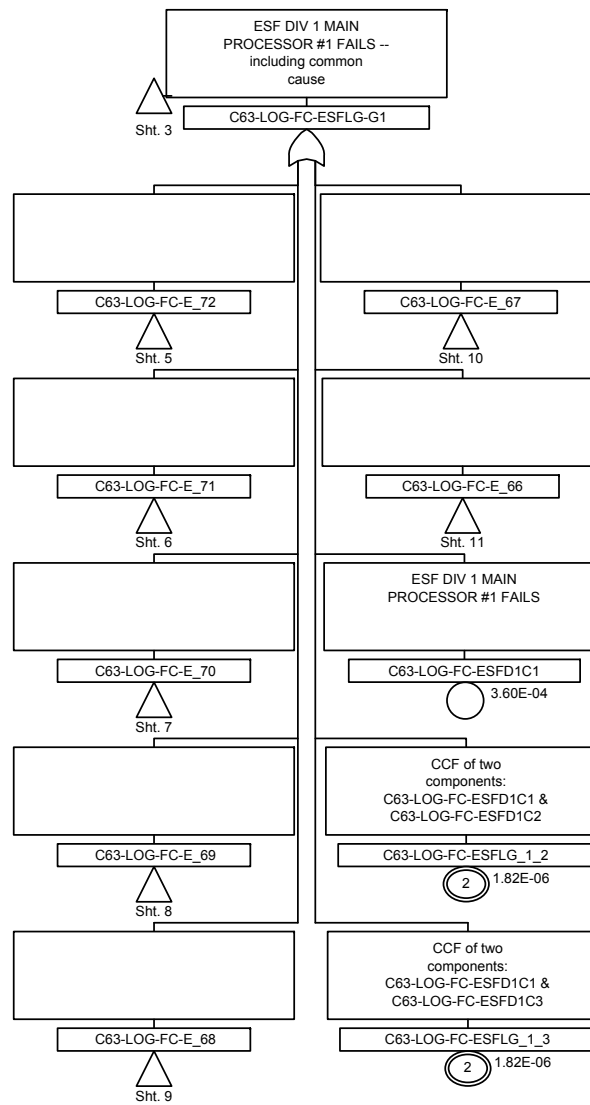 ESF DIV 1 MAIN
PROCESSOR #1 FAILS --
including common
cause
Sht. 3
C63-LOG-FC-ESFLG-G1
C63-LOG-FC-E_72
Sht. 5
C63-LOG-FC-E_67
Sht. 10
C63-LOG-FC-E_71
Sht. 6
C63-LOG-FC-E_66
Sht. 11
C63-LOG-FC-E_70
Sht. 7
ESF DIV 1 MAIN
PROCESSOR #1 FAILS
C63-LOG-FC-ESFD1C1
3.60E-04
C63-LOG-FC-E_69
Sht. 8
CCF of two
components:
C63-LOG-FC-ESFD1C1 &
C63-LOG-FC-ESFD1C2
C63-LOG-FC-ESFLG_1_2
2
1.82E-06
C63-LOG-FC-E_68
Sht. 9
CCF of two
components:
C63-LOG-FC-ESFD1C1 &
C63-LOG-FC-ESFD1C3
C63-LOG-FC-ESFLG_1_3
2
1.82E-06